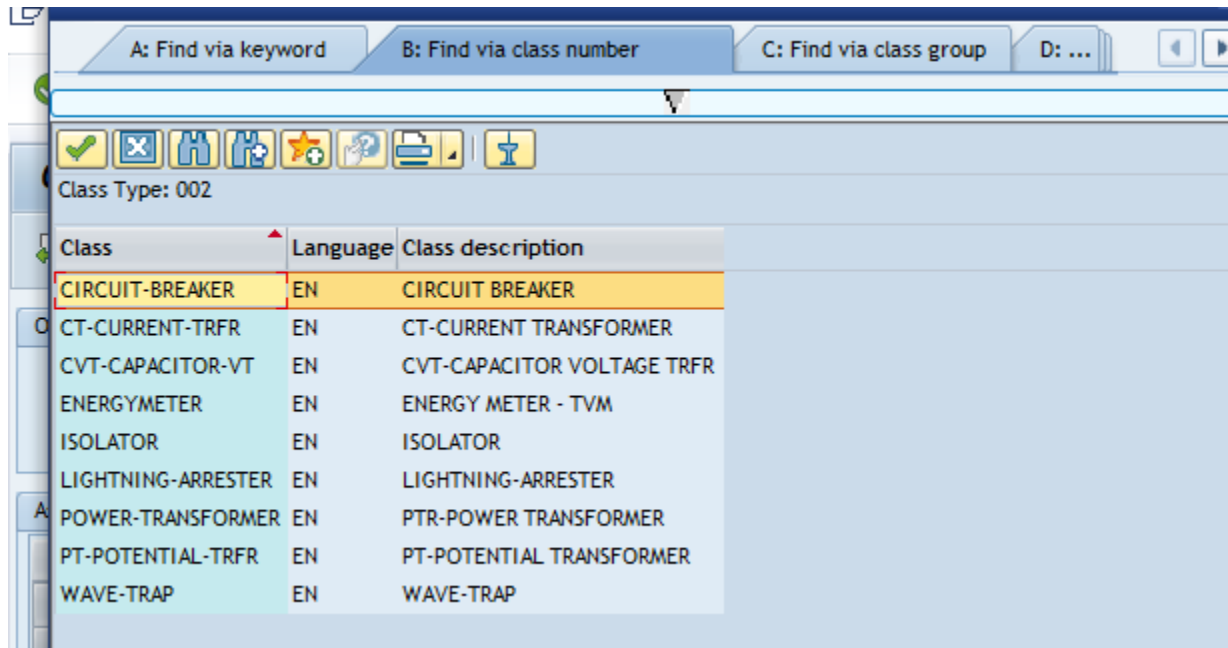 A: Find via keyword B: Find via class number C: Find via class group D: ...
Class Type: 002
Class Language Class description
CIRCUIT-BREAKER EN CIRCUIT BREAKER
CT-CURRENT-TRFR EN CT-CURRENT TRANSFORMER
CVT-CAPACITOR-VT EN CVT-CAPACITOR VOLTAGE TRFR
ENERGYMETER EN ENERGY METER - TVM
ISOLATOR EN ISOLATOR
LIGHTNING-ARRESTER EN LIGHTNING-ARRESTER
POWER-TRANSFORMER EN PTR-POWER TRANSFORMER
PT-POTENTIAL-TRFR EN PT-POTENTIAL TRANSFORMER
WAVE-TRAP EN WAVE-TRAP